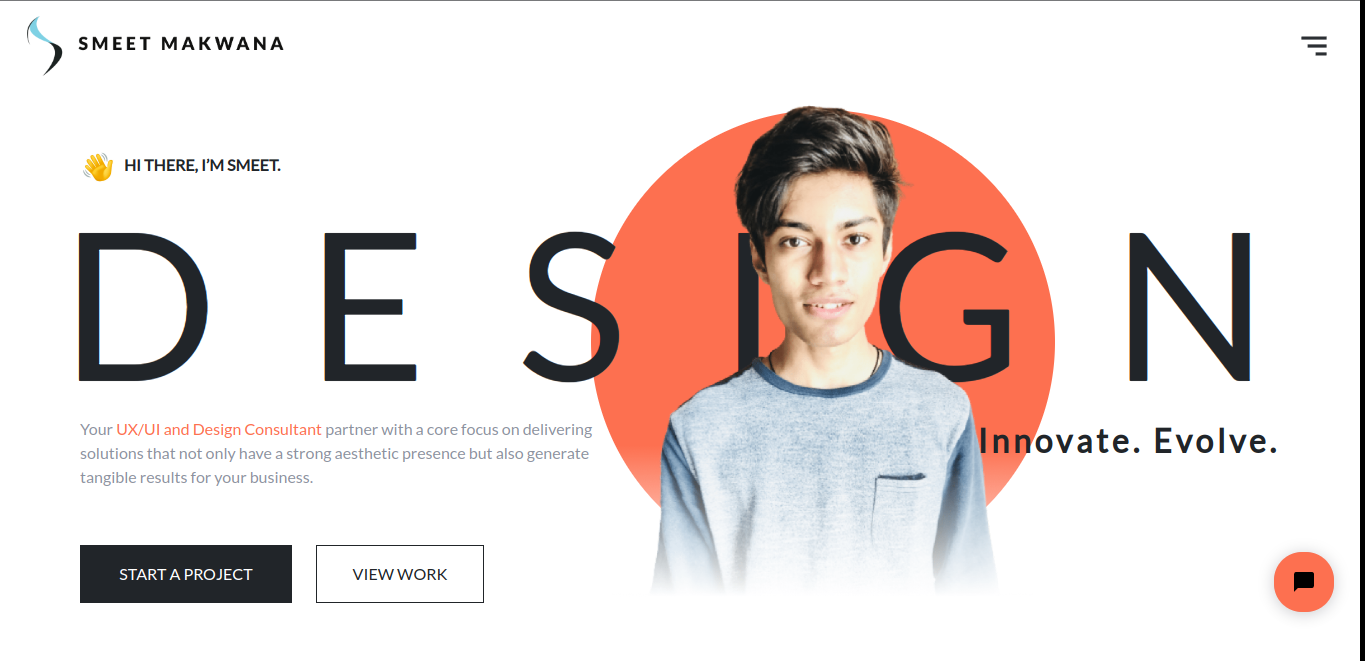 SMEET MAKWANA
👋 HI THERE, I'M SMEET.
DESIGN
Your UX/UI and Design Consultant partner with a core focus on delivering
solutions that not only have a strong aesthetic presence but also generate
tangible results for your business.
Innovate. Evolve.
START A PROJECT
VIEW WORK